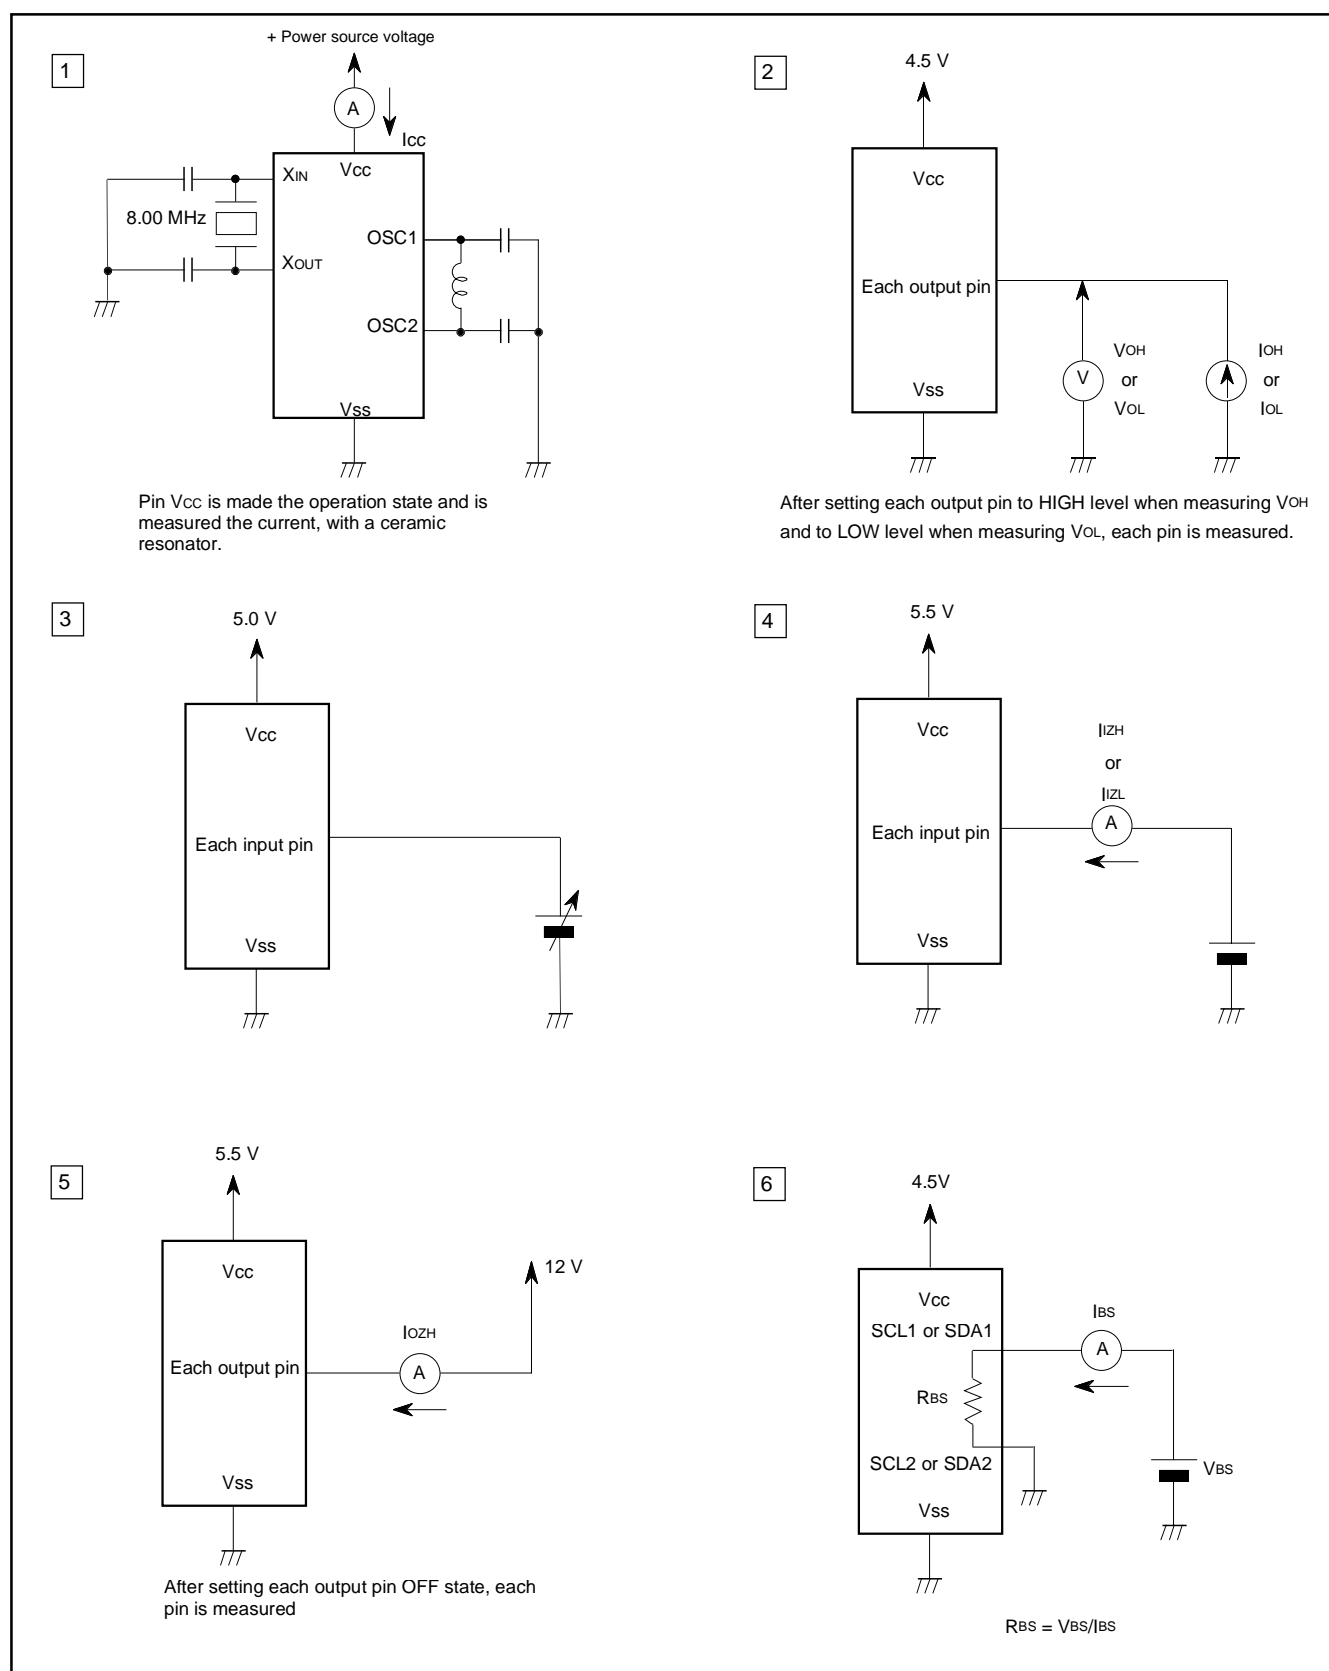 1
+ Power source voltage
A
ICC
VCC
XIN
8.00 MHz
XOUT
OSC1
OSC2
VSS
Pin VCC is made the operation state and is
measured the current, with a ceramic
resonator.
2
4.5 V
VCC
Each output pin
VSS
V
VOH
or
VOL
IOH
or
IOL
After setting each output pin to HIGH level when measuring VOH
and to LOW level when measuring VOL, each pin is measured.
3
5.0 V
VCC
Each input pin
VSS
4
5.5 V
VCC
Each input pin
VSS
IIZH
or
IIZL
A
5
5.5 V
VCC
Each output pin
VSS
IOZH
A
12 V
After setting each output pin OFF state, each
pin is measured
6
4.5V
VCC
SCL1 or SDA1
RBS
SCL2 or SDA2
VSS
IBS
A
VBS
RBS = VBS/IBS